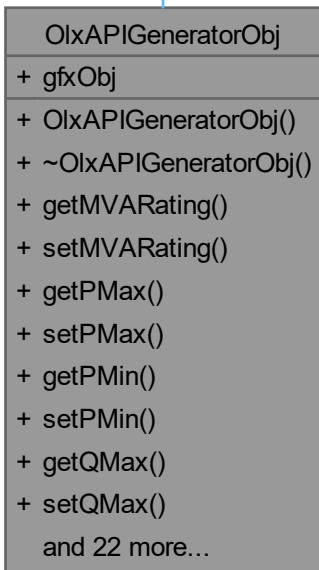 OlxAPIGeneratorObj
+ gfxObj
+ OlxAPIGeneratorObj()
+ ~OlxAPIGeneratorObj()
+ getMVARating()
+ setMVARating()
+ getPMax()
+ setPMax()
+ getPMin()
+ setPMin()
+ getQMax()
+ setQMax()
and 22 more...